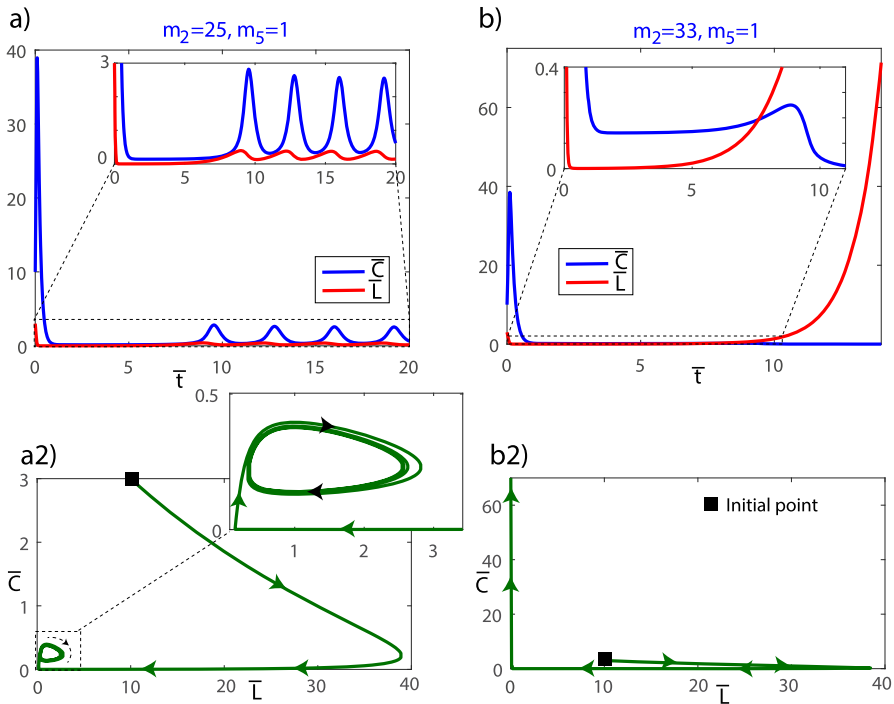 a)
m₂=25, m₅=1
40
30
20
10
0
3
0
0 5 10 15 20
C̅
L̅
0 5 10 15 20
t̅
b)
m₂=33, m₅=1
60
40
20
0
0.4
0
0 5 10
C̅
L̅
0 5 10
t̅
a2)
3
2
1
0
C̅
0.5
0
1 2 3
0 10 20 30 40
L̅
b2)
60
40
20
0
C̅
Initial point
0 10 20 30 40
L̅